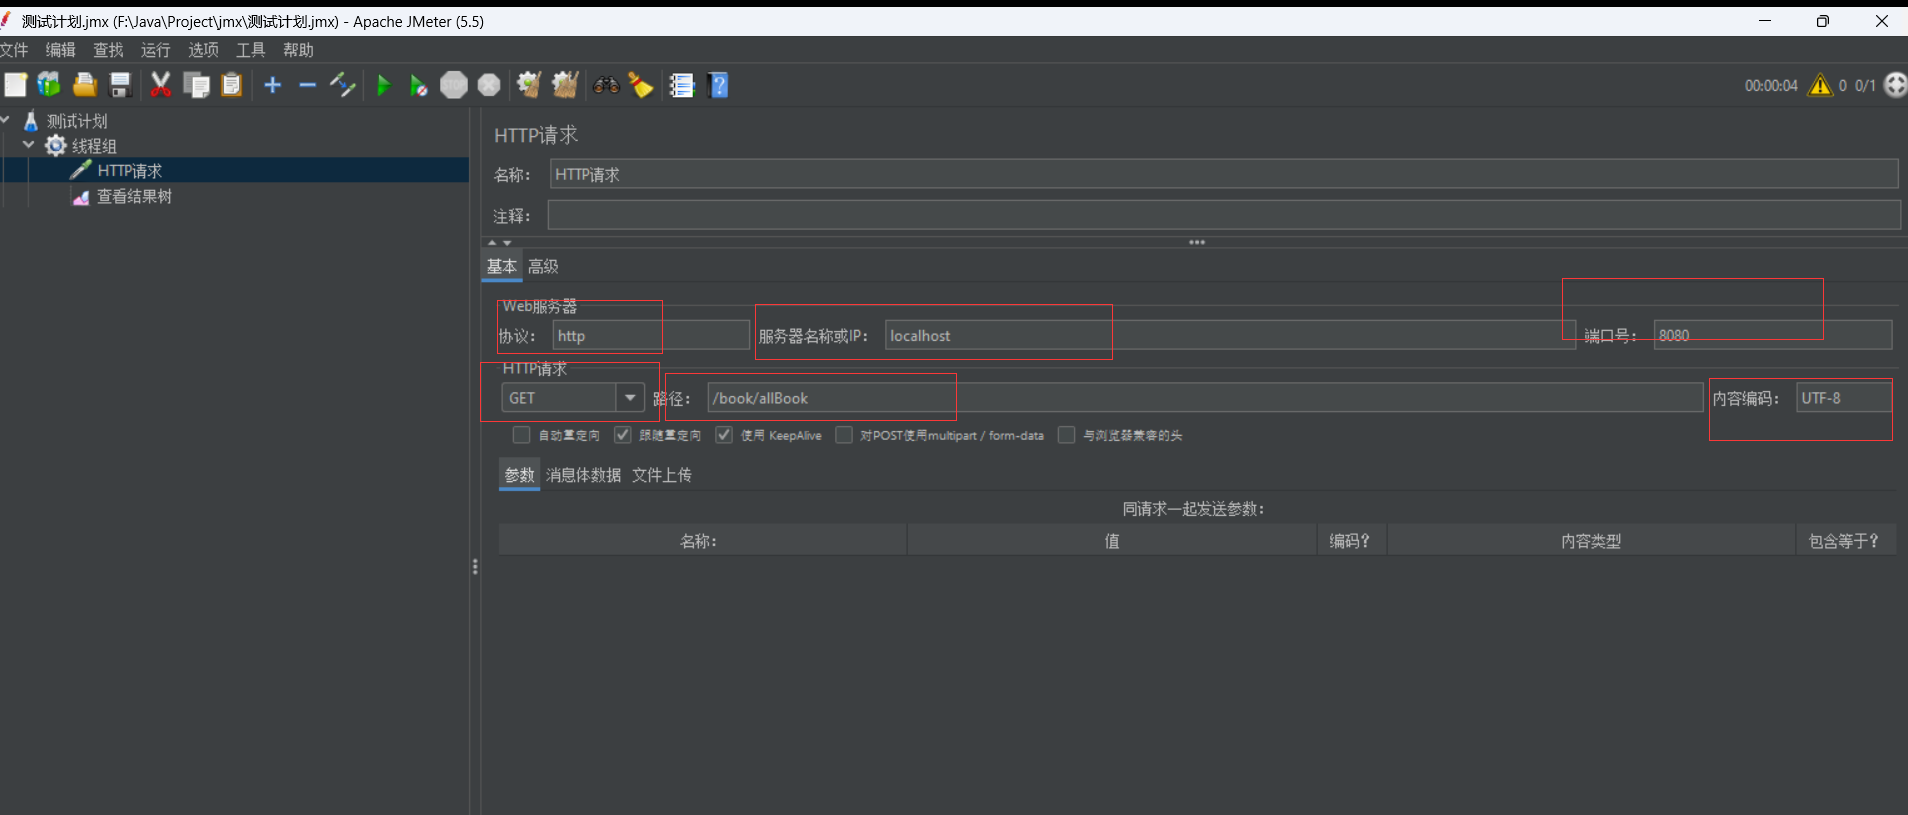 测试计划.jmx (F:\Java\Project\jmx\测试计划.jmx) - Apache JMeter (5.5)
文件 编辑 查找 运行 选项 工具 帮助
STOP
00:00:04 0 0/1
测试计划
线程组
HTTP请求
查看结果树
HTTP请求
名称： HTTP请求
注释：
基本 高级
Web服务器
协议： http 服务器名称或IP： localhost 端口号： 8080
HTTP请求
GET 路径： /book/allBook 内容编码： UTF-8
自动重定向 跟随重定向 使用 KeepAlive 对POST使用multipart / form-data 与浏览器兼容的头
参数 消息体数据 文件上传
同请求一起发送参数：
名称： 值 编码？ 内容类型 包含等于？